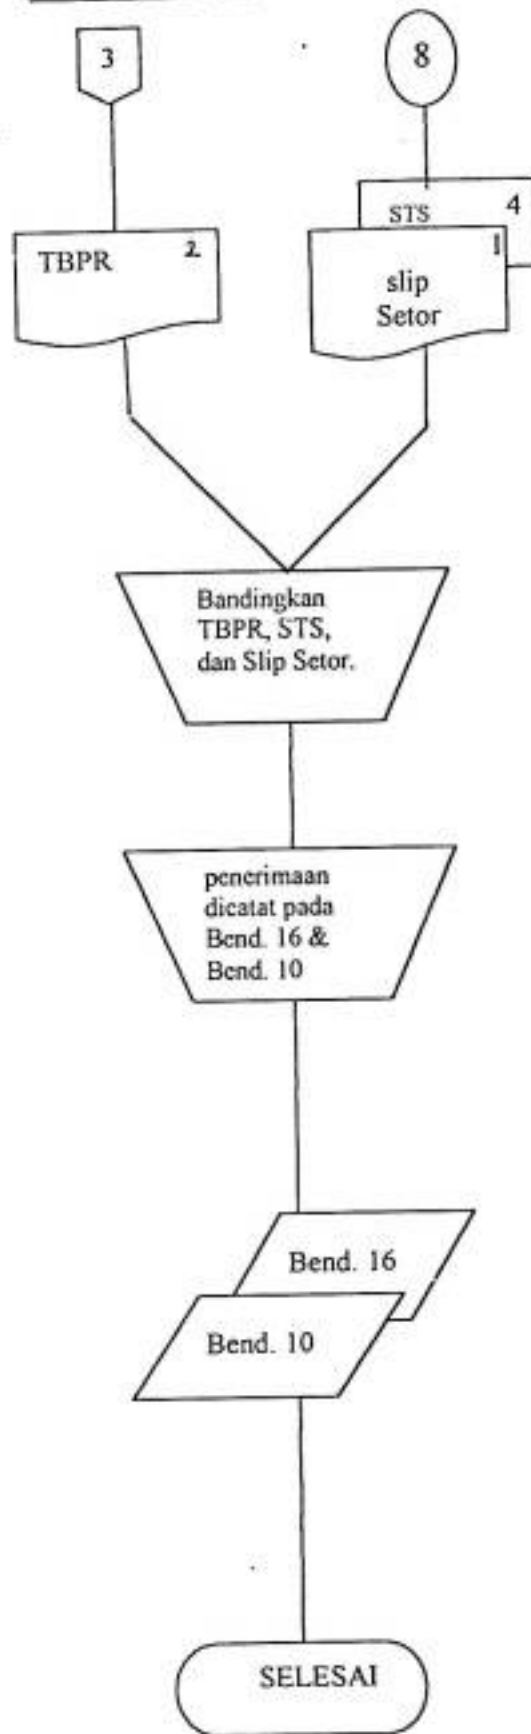 3
8
TBPR 2
STS 4
1
slip
Setor
Bandingkan
TBPR, STS,
dan Slip Setor.
penerimaan
dicatat pada
Bend. 16 &
Bend. 10
Bend. 16
Bend. 10
SELESAI